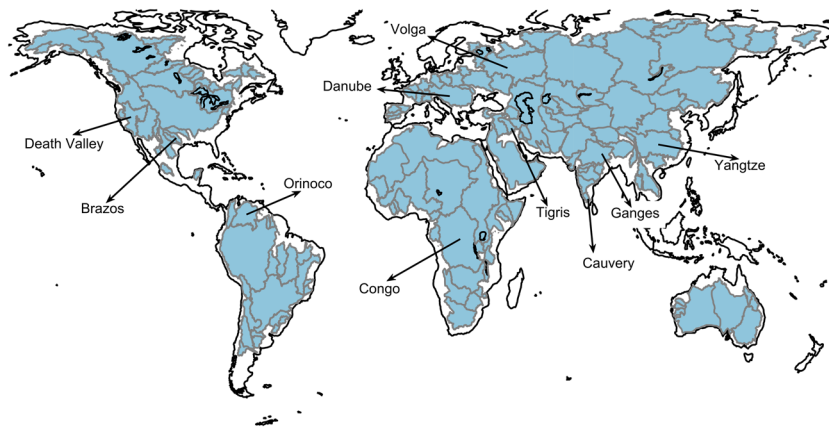 Volga
Danube
Death Valley
Yangtze
Orinoco
Brazos
Tigris
Ganges
Cauvery
Congo